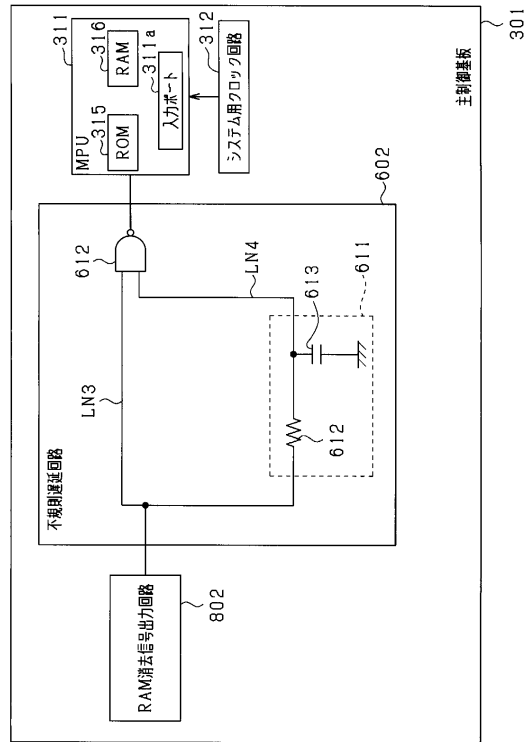 主制御基板
301
RAM消去信号出力回路
802
不規則遅延回路
602
LN3
LN4
612
611
612
613
MPU
311
ROM
315
RAM
316
入力ポート
311a
システム用クロック回路
312